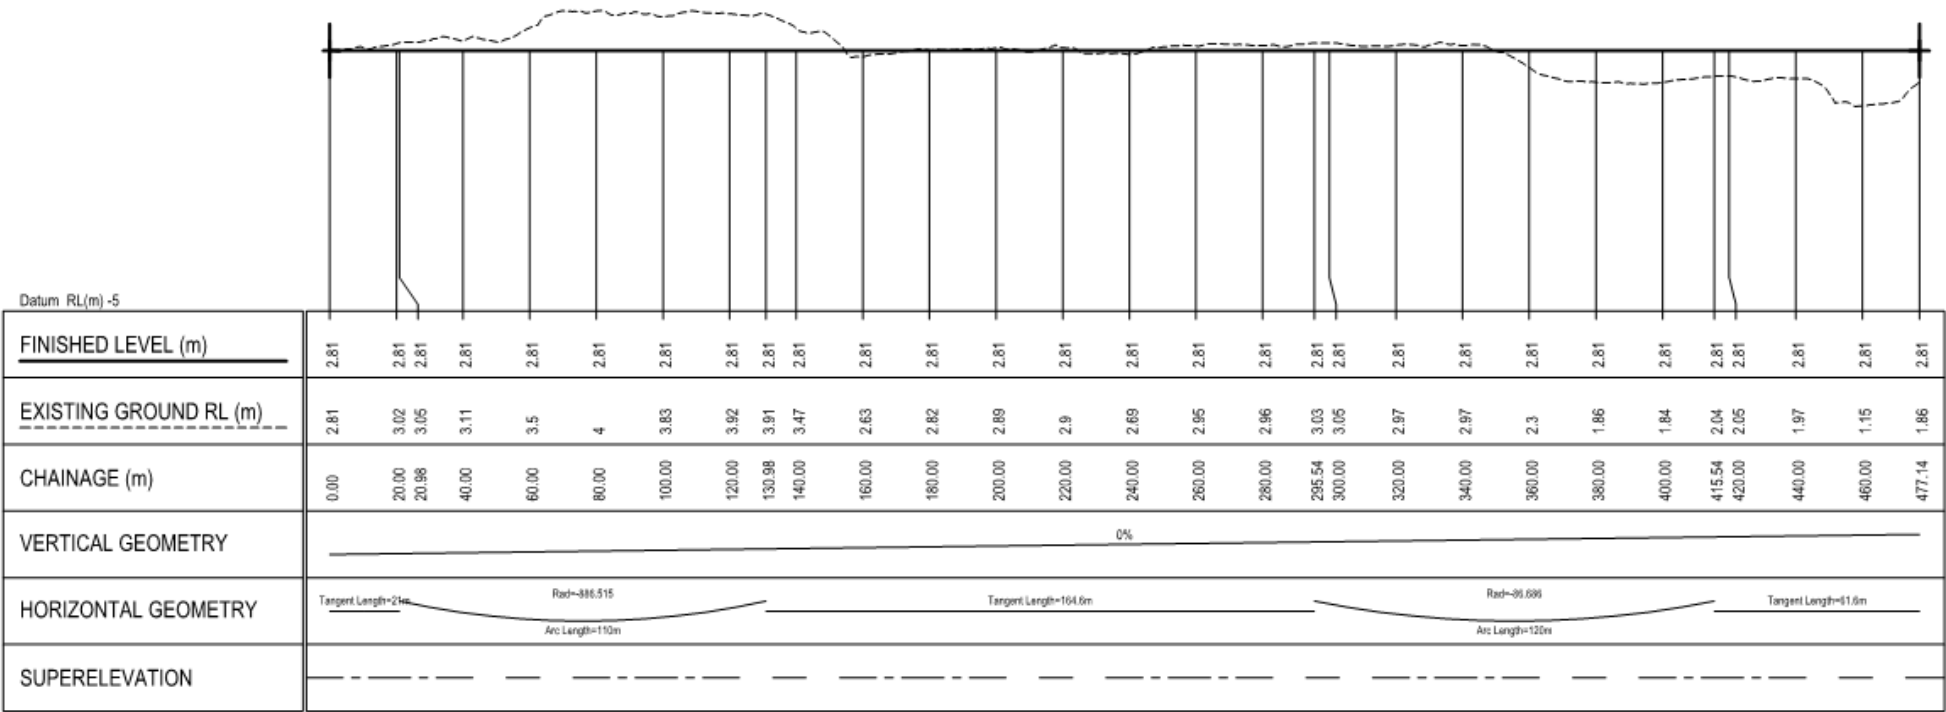 Datum RL(m) -5
FINISHED LEVEL (m) 2.81 2.81 2.81 2.81 2.81 2.81 2.81 2.81 2.81 2.81 2.81 2.81 2.81 2.81 2.81 2.81 2.81 2.81 2.81 2.81 2.81 2.81 2.81 2.81 2.81 2.81 2.81 2.81 2.81
EXISTING GROUND RL (m) 2.81 3.02 3.05 3.11 3.5 4 3.83 3.92 3.91 3.47 2.63 2.82 2.89 2.9 2.69 2.95 2.96 3.03 3.05 2.97 2.97 2.3 1.86 1.84 2.04 2.05 1.97 1.15 1.86
CHAINAGE (m) 0.00 20.00 20.98 40.00 60.00 80.00 100.00 120.00 130.98 140.00 160.00 180.00 200.00 220.00 240.00 260.00 280.00 295.54 300.00 320.00 340.00 360.00 380.00 400.00 415.54 420.00 440.00 460.00 477.14
VERTICAL GEOMETRY 0%
HORIZONTAL GEOMETRY
Tangent Length=21m
Rad=-886.515
Arc Length=110m
Tangent Length=164.6m
Rad=-86.686
Arc Length=120m
Tangent Length=61.6m
SUPERELEVATION